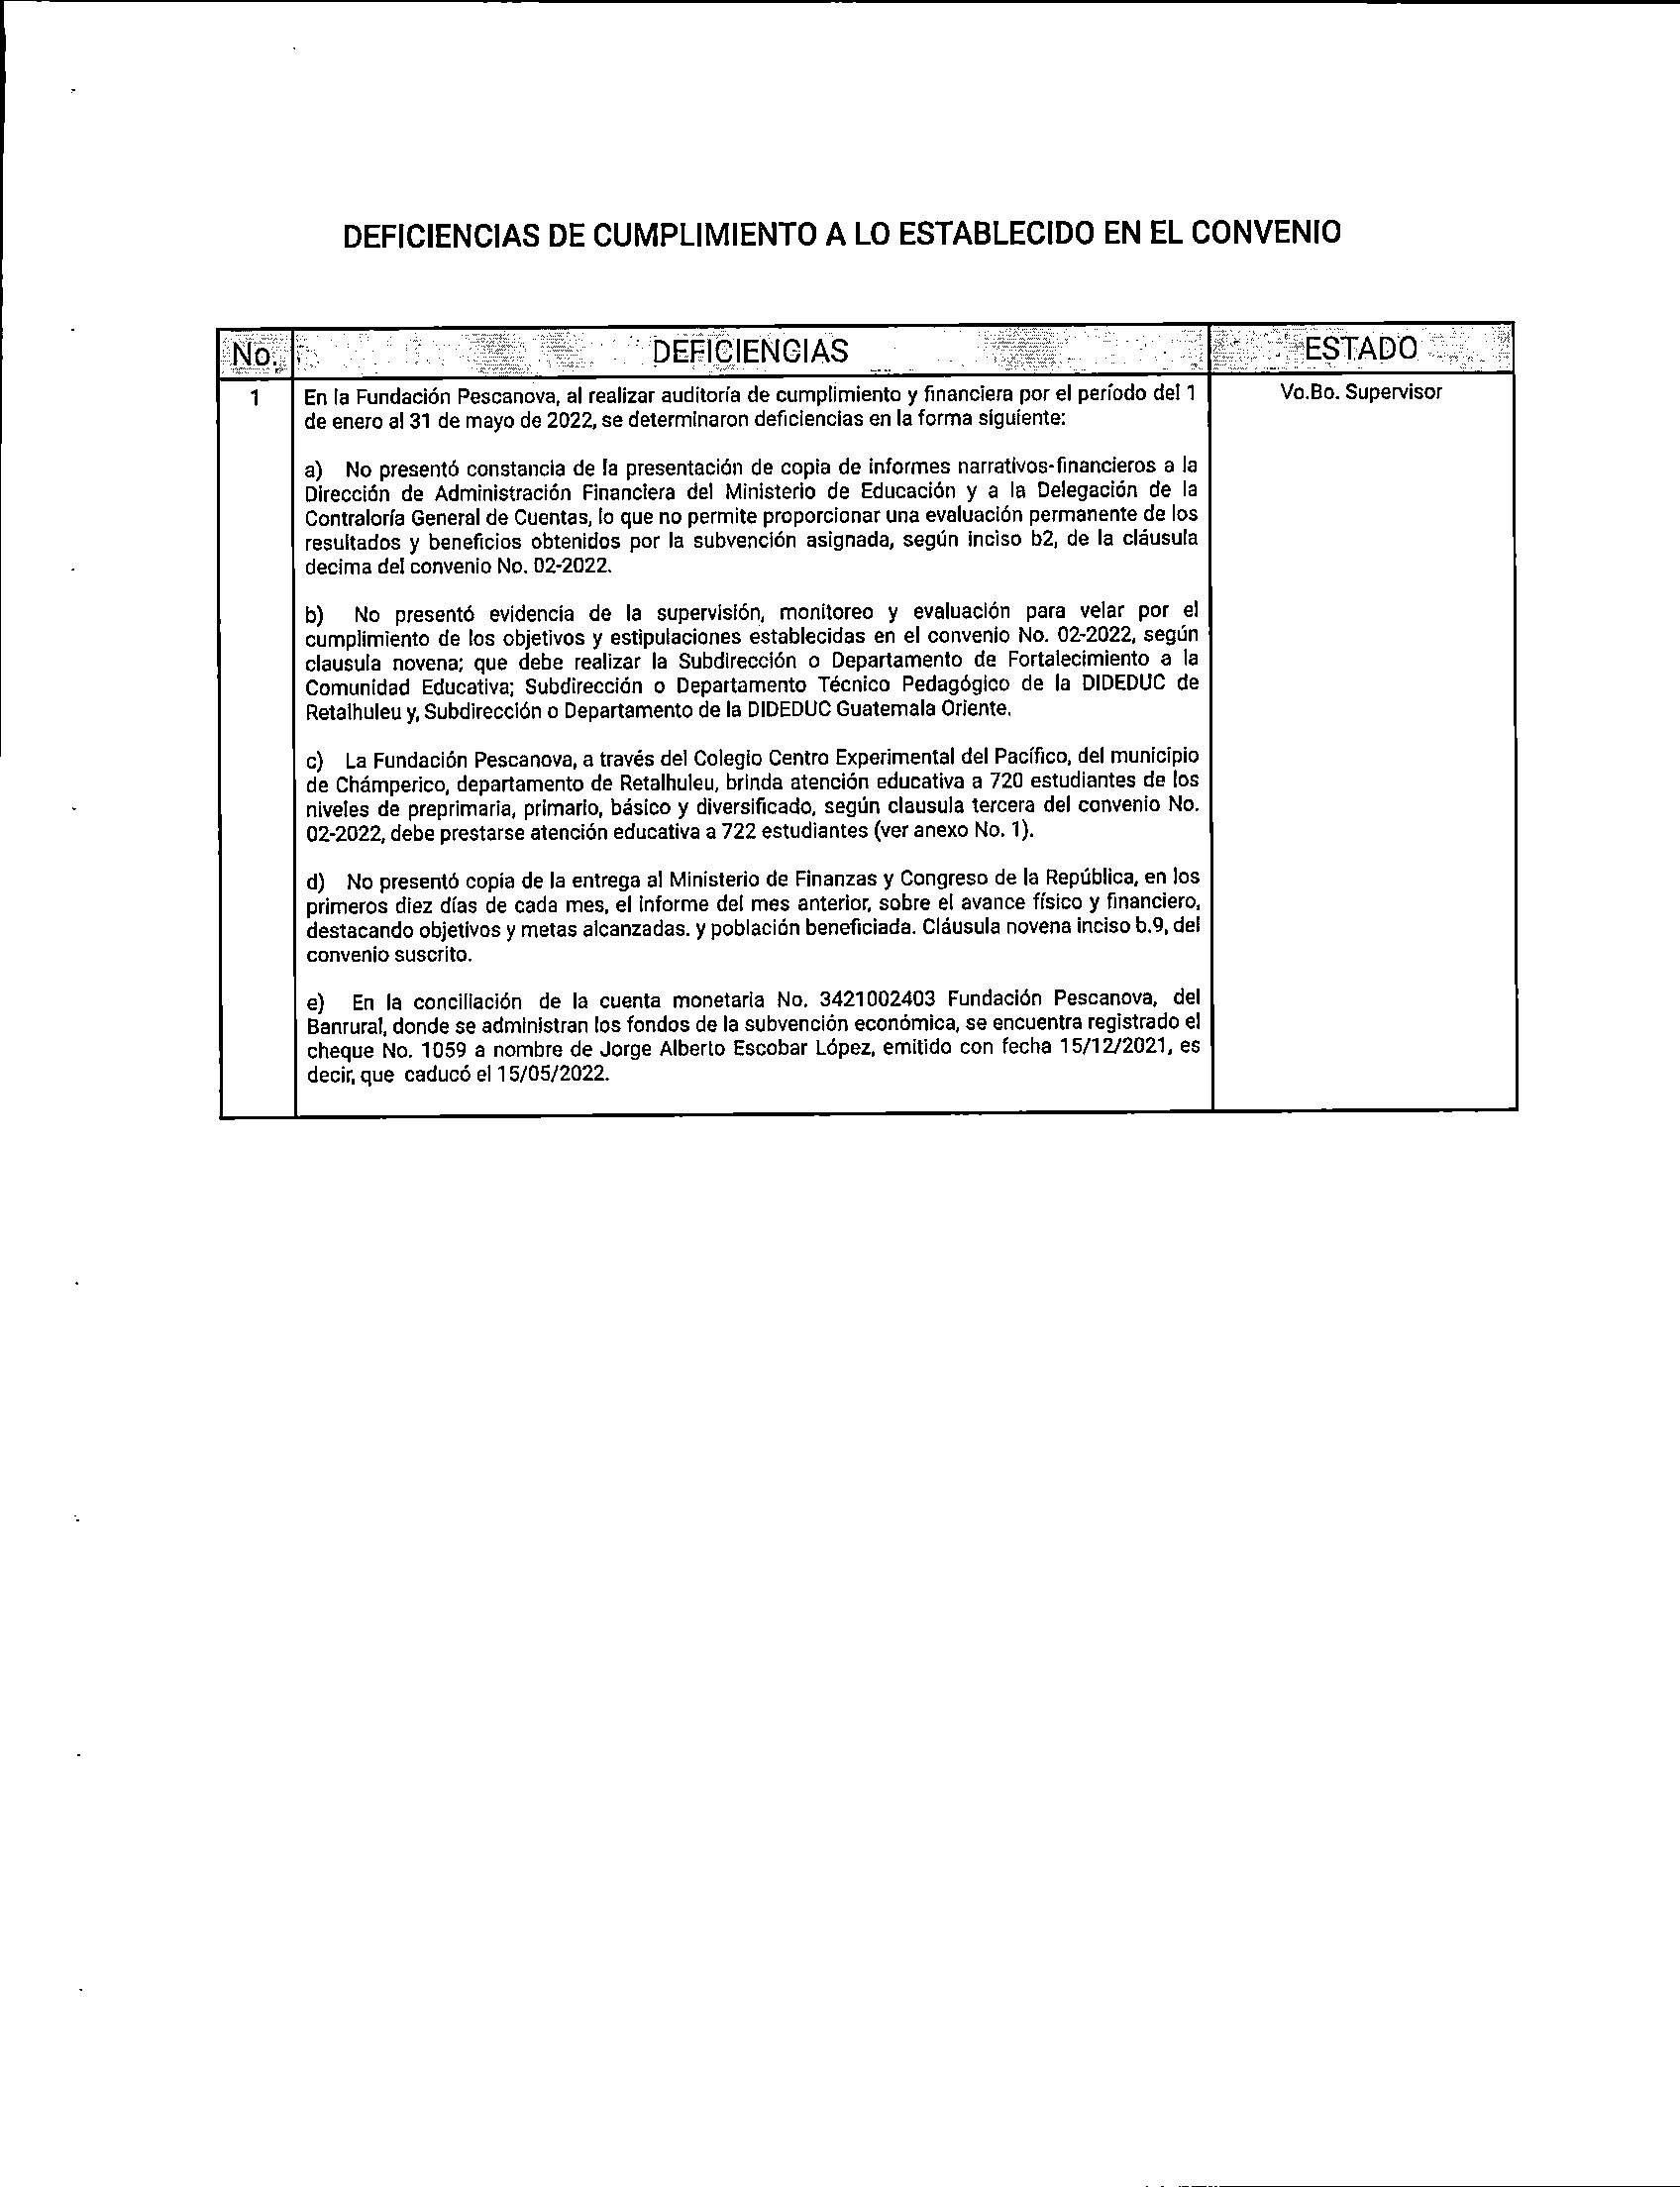 DEFICIENCIAS DE CUMPLIMIENTO A LO ESTABLECIDO EN EL CONVENIO
No. DEFICIENCIAS ESTADO
1 En la Fundación Pescanova, al realizar auditoría de cumplimiento y financiera por el período del 1 Vo.Bo. Supervisor
de enero al 31 de mayo de 2022, se determinaron deficiencias en la forma siguiente:
a) No presentó constancia de la presentación de copia de informes narrativos-financieros a la
Dirección de Administración Financiera del Ministerio de Educación y a la Delegación de la
Contraloría General de Cuentas, lo que no permite proporcionar una evaluación permanente de los
resultados y beneficios obtenidos por la subvención asignada, según inciso b2, de la cláusula
decima del convenio No. 02-2022.
b) No presentó evidencia de la supervisión, monitoreo y evaluación para velar por el
cumplimiento de los objetivos y estipulaciones establecidas en el convenio No. 02-2022, según
clausula novena; que debe realizar la Subdirección o Departamento de Fortalecimiento a la
Comunidad Educativa; Subdirección o Departamento Técnico Pedagógico de la DIDEDUC de
Retalhuleu y, Subdirección o Departamento de la DIDEDUC Guatemala Oriente.
c) La Fundación Pescanova, a través del Colegio Centro Experimental del Pacífico, del municipio
de Chámperico, departamento de Retalhuleu, brinda atención educativa a 720 estudiantes de los
niveles de preprimaria, primario, básico y diversificado, según clausula tercera del convenio No.
02-2022, debe prestarse atención educativa a 722 estudiantes (ver anexo No. 1).
d) No presentó copia de la entrega al Ministerio de Finanzas y Congreso de la República, en los
primeros diez días de cada mes, el informe del mes anterior, sobre el avance físico y financiero,
destacando objetivos y metas alcanzadas. y población beneficiada. Cláusula novena inciso b.9, del
convenio suscrito.
e) En la conciliación de la cuenta monetaria No. 3421002403 Fundación Pescanova, del
Banrural, donde se administran los fondos de la subvención económica, se encuentra registrado el
cheque No. 1059 a nombre de Jorge Alberto Escobar López, emitido con fecha 15/12/2021, es
decir, que caducó el 15/05/2022.